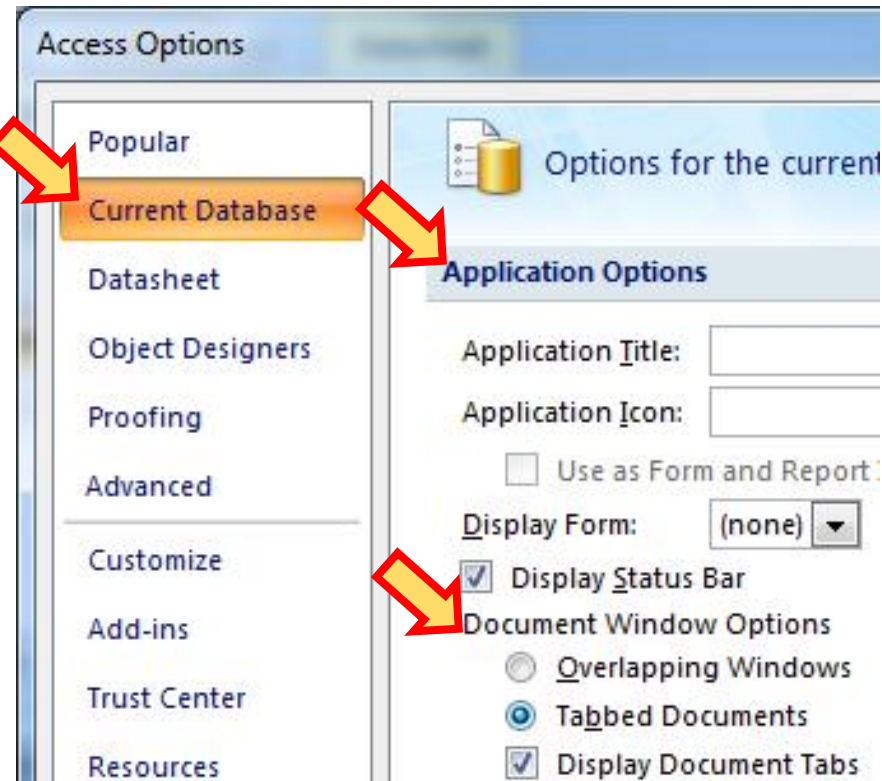 Access Options
Popular
Current Database
Datasheet
Object Designers
Proofing
Advanced
Customize
Add-ins
Trust Center
Resources
Options for the current
Application Options
Application Title:
Application Icon:
Use as Form and Report
Display Form: (none)
Display Status Bar
Document Window Options
Overlapping Windows
Tabbed Documents
Display Document Tabs